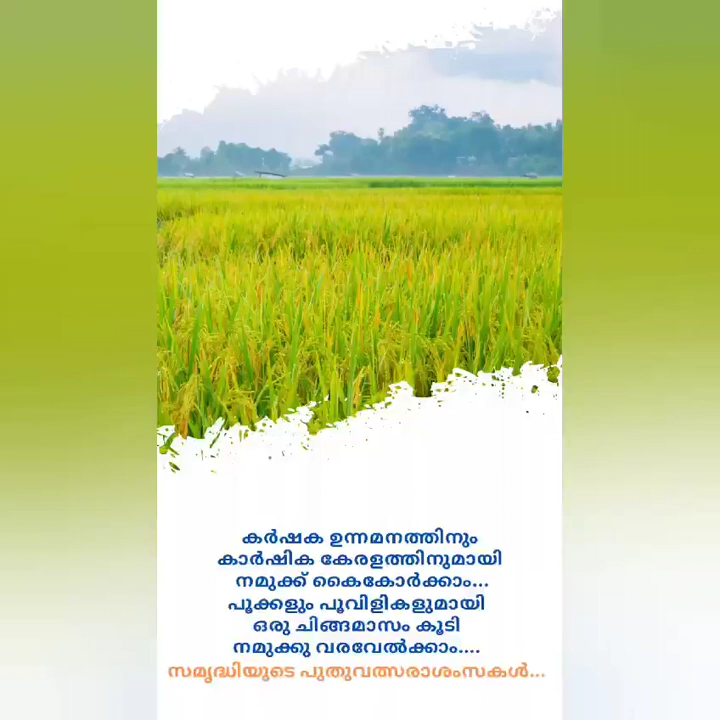 കർഷക ഉന്നമനത്തിനും
കാർഷിക കേരളത്തിനുമായി
നമുക്ക് കൈകോർക്കാം...
പൂക്കളും പൂവിളികളുമായി
ഒരു ചിങ്ങമാസം കൂടി
നമുക്കു വരവേൽക്കാം....
സമൃദ്ധിയുടെ പുതുവത്സരാശംസകൾ...